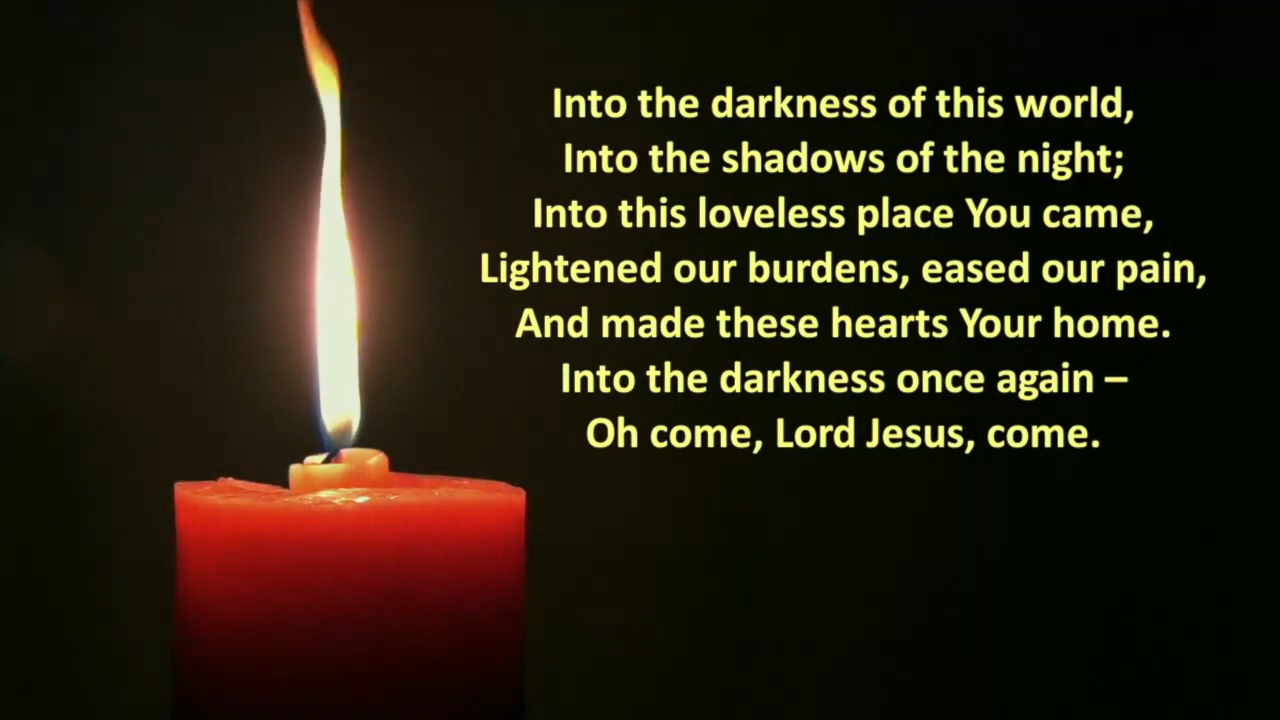 Into the darkness of this world,
Into the shadows of the night;
Into this loveless place You came,
Lightened our burdens, eased our pain,
And made these hearts Your home.
Into the darkness once again –
Oh come, Lord Jesus, come.